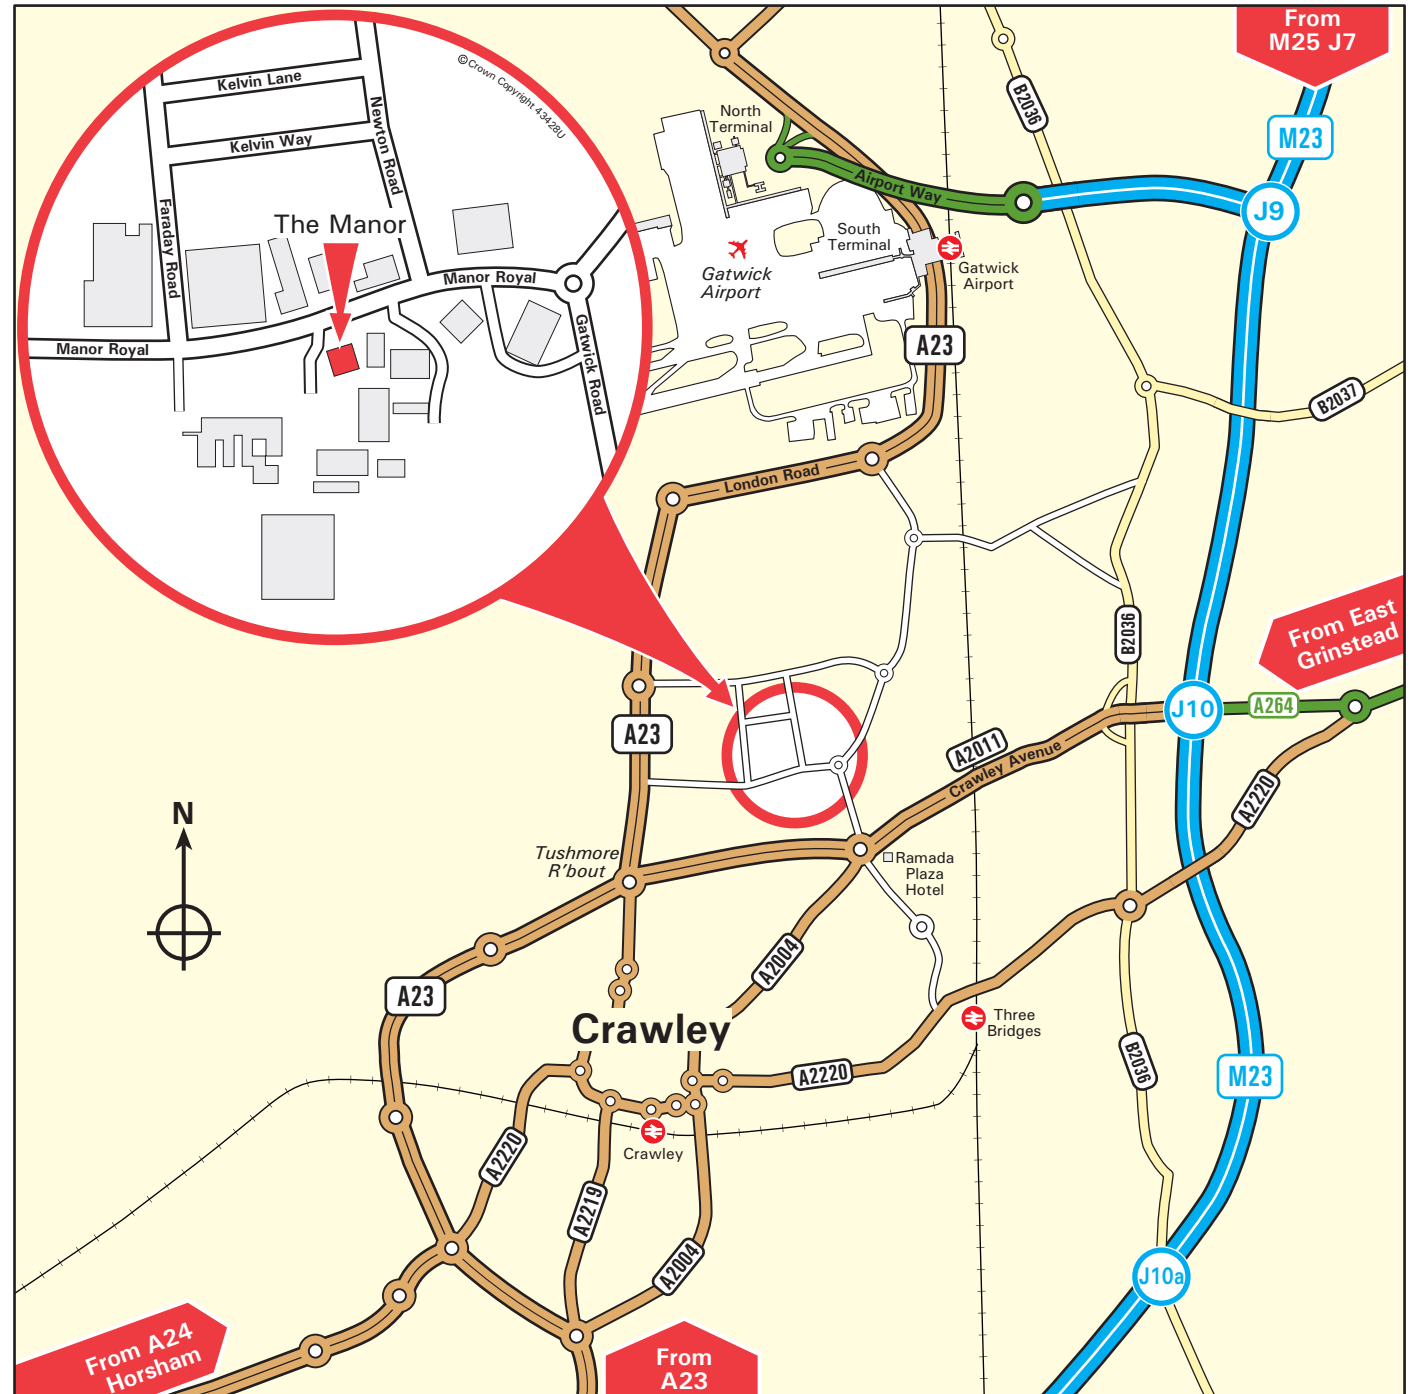 From
M25 J7
© Crown Copyright 43428U
Kelvin Lane
Newton Road
Kelvin Way
Faraday Road
The Manor
Manor Royal
Manor Royal
Gatwick Road
North
Terminal
B2036
M23
Airport Way
J9
South
Terminal
Gatwick
Airport
Gatwick
Airport
A23
B2037
London Road
B2036
From East
Grinstead
J10
A264
A23
A2011
Crawley Avenue
A2220
N
Tushmore
R'bout
Ramada
Plaza
Hotel
A2004
A23
Crawley
Three
Bridges
A2220
B2036
M23
A2220
Crawley
A2219
A2004
J10a
From A24
Horsham
From
A23